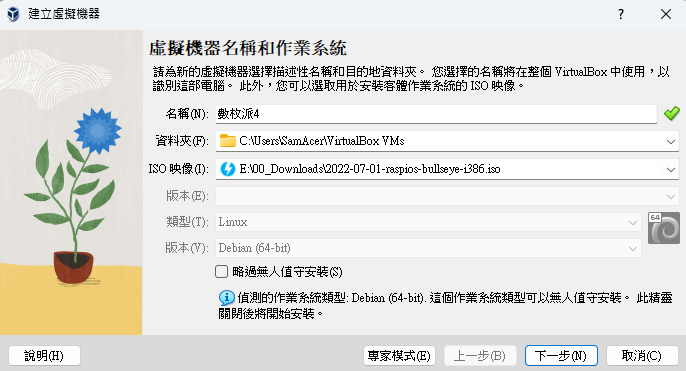 建立虛擬機器
虛擬機器名稱和作業系統
請為新的虛擬機器選擇描述性名稱和目的地資料夾。 您選擇的名稱將在整個 VirtualBox 中使用，以
識別這部電腦。 此外，您可以選取用於安裝客體作業系統的 ISO 映像。
名稱(N): 數枚派4
資料夾(F): C:\Users\SamAcer\VirtualBox VMs
ISO 映像(I): E:\00_Downloads\2022-07-01-raspios-bullseye-i386.iso
版本(E):
類型(T): Linux
64
版本(V): Debian (64-bit)
略過無人值守安裝(S)
偵測的作業系統類型: Debian (64-bit). 這個作業系統類型可以無人值守安裝。 此精靈
關閉後將開始安裝。
說明(H) 專家模式(E) 上一步(B) 下一步(N) 取消(C)